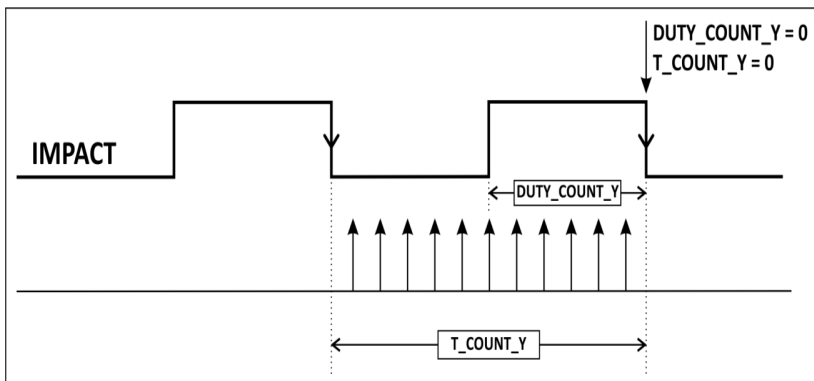 DUTY_COUNT_Y = 0
T_COUNT_Y = 0
IMPACT
DUTY_COUNT_Y
T_COUNT_Y